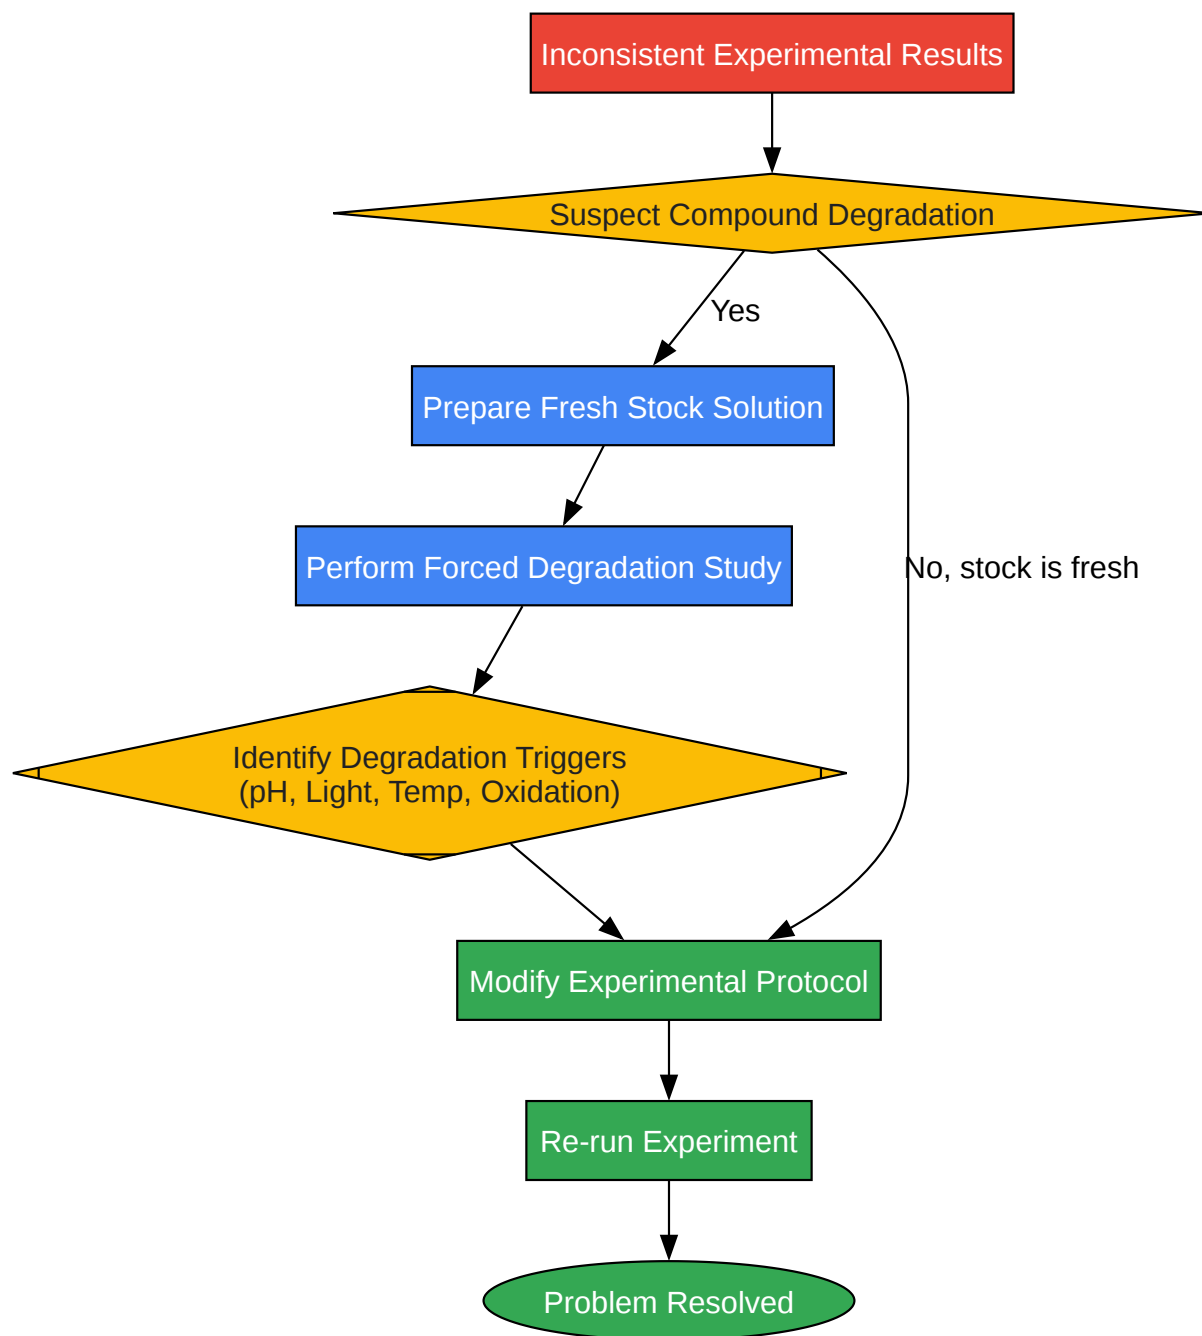 Inconsistent Experimental Results
Suspect Compound Degradation
Yes
Prepare Fresh Stock Solution
Perform Forced Degradation Study
No, stock is fresh
Identify Degradation Triggers
(pH, Light, Temp, Oxidation)
Modify Experimental Protocol
Re-run Experiment
Problem Resolved